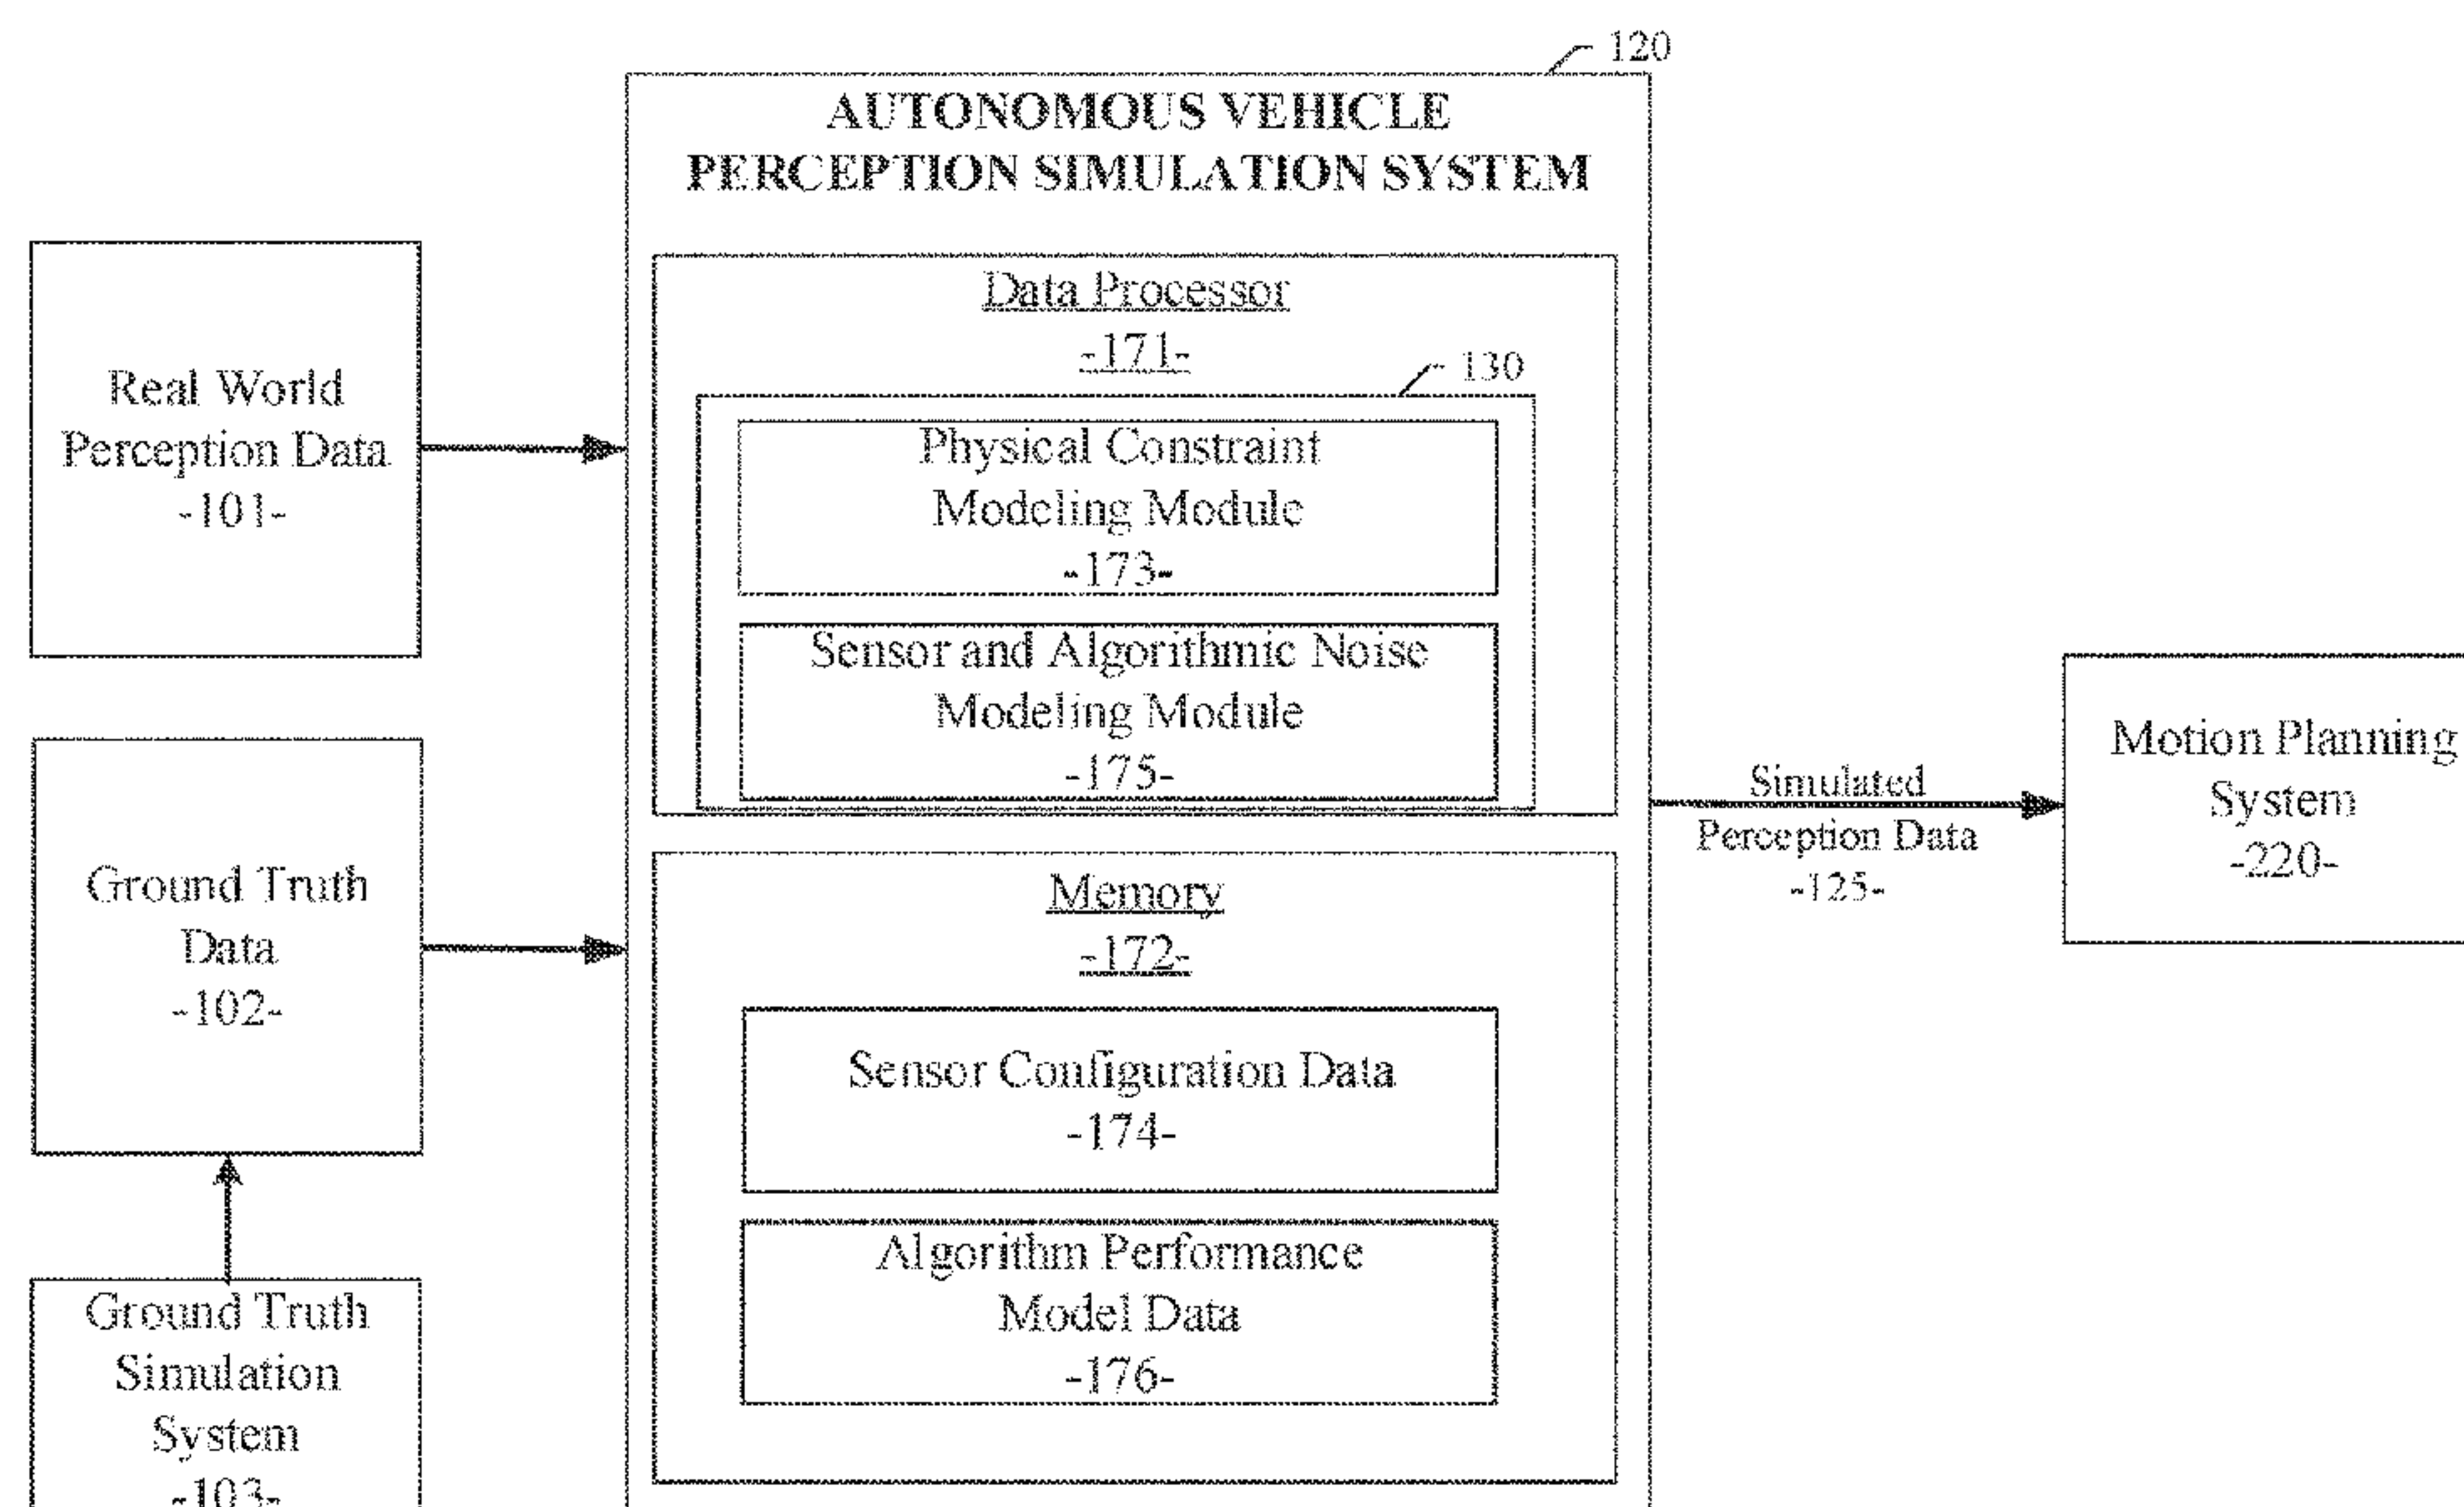 120
AUTONOMOUS VEHICLE
PERCEPTION SIMULATION SYSTEM
Real World
Perception Data
-101-
Data Processor
-171-
130
Physical Constraint
Modeling Module
-173-
Sensor and Algorithmic Noise
Modeling Module
-175-
Ground Truth
Data
-102-
Memory
-172-
Sensor Configuration Data
-174-
Algorithm Performance
Model Data
-176-
Ground Truth
Simulation
System
-103-
Simulated
Perception Data
-125-
Motion Planning
System
-220-